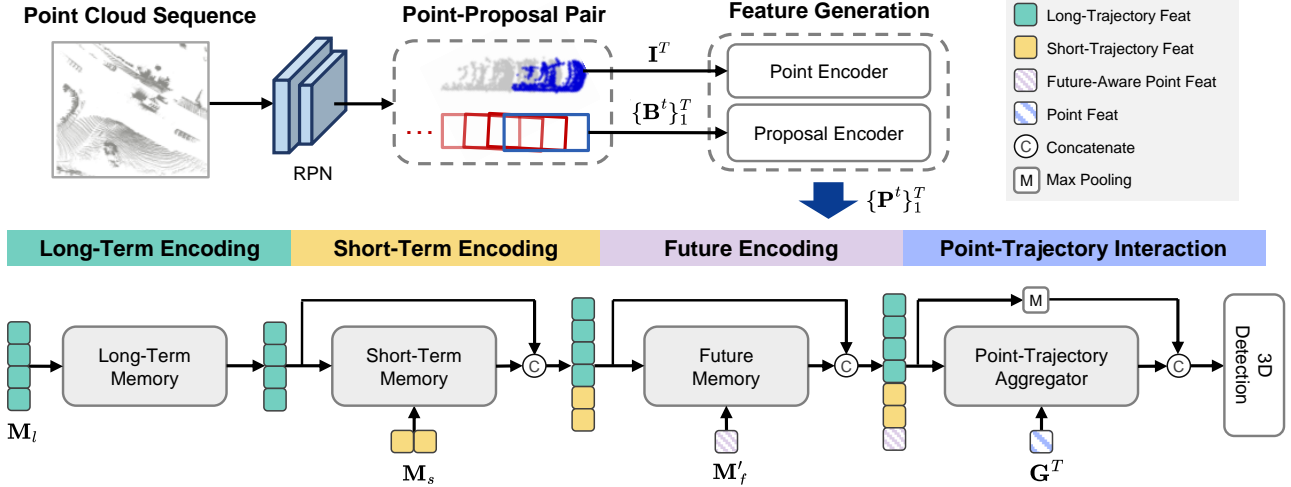 Point Cloud Sequence
Point-Proposal Pair
Feature Generation
RPN
...
I^T
{B^t}_1^T
Point Encoder
Proposal Encoder
{P^t}_1^T
Long-Trajectory Feat
Short-Trajectory Feat
Future-Aware Point Feat
Point Feat
C Concatenate
M Max Pooling
Long-Term Encoding
Short-Term Encoding
Future Encoding
Point-Trajectory Interaction
M_l
Long-Term
Memory
Short-Term
Memory
M_s
C
Future
Memory
M'_f
C
M
Point-Trajectory
Aggregator
G^T
C
3D
Detection